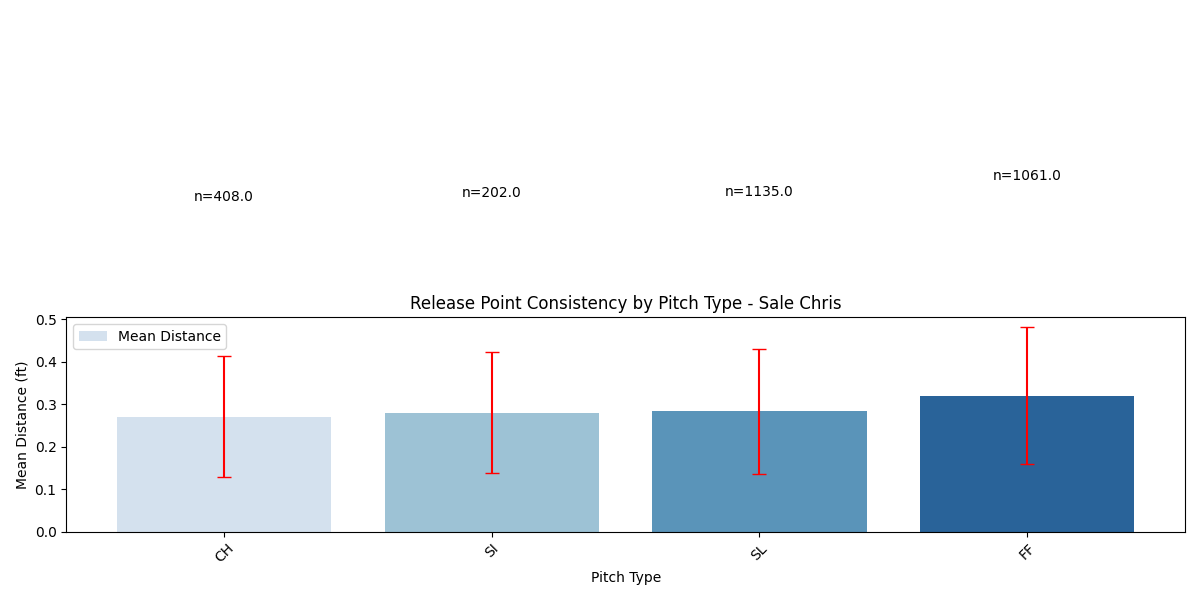 n=408.0
n=202.0
n=1135.0
n=1061.0
Release Point Consistency by Pitch Type - Sale Chris
Mean Distance
Mean Distance (ft)
0.5
0.4
0.3
0.2
0.1
0.0
CH
SI
SL
FF
Pitch Type